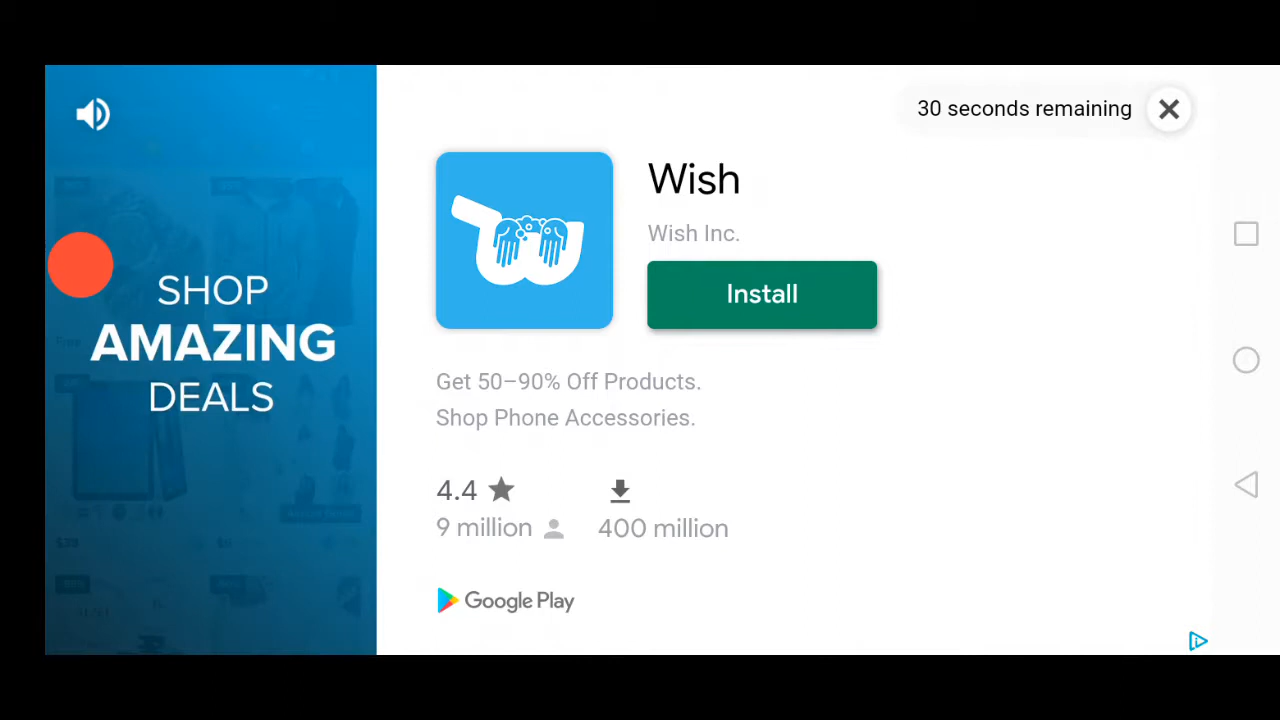 SHOP
AMAZING
DEALS
30 seconds remaining
Wish
Wish Inc.
Install
Get 50–90% Off Products.
Shop Phone Accessories.
4.4
9 million
400 million
Google Play